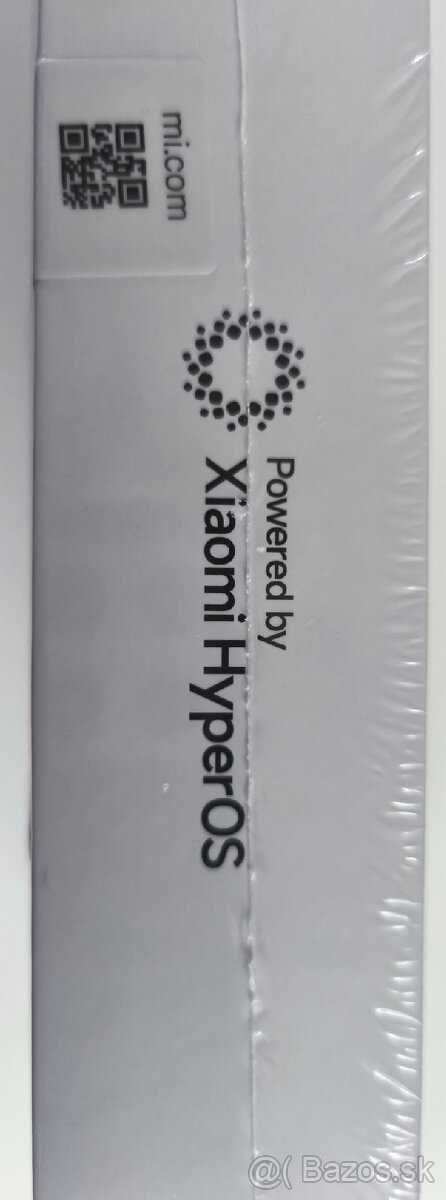 mi.com
Powered by
Xiaomi HyperOS
@( Bazos.sk